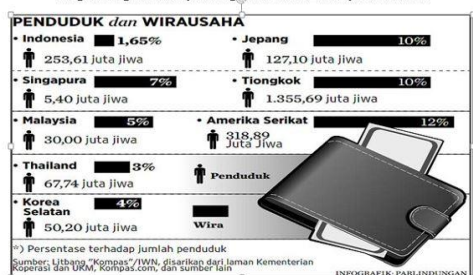 PENDUDUK dan WIRAUSAHA
• Indonesia 1,65%
253,61 juta jiwa
• Jepang 10%
127,10 juta jiwa
• Singapura 7%
5,40 juta jiwa
• Tiongkok 10%
1.355,69 juta jiwa
• Malaysia 5%
30,00 juta jiwa
• Amerika Serikat 12%
318,89
Juta Jiwa
• Thailand 3%
67,74 juta jiwa
Penduduk
• Korea
Selatan 4%
50,20 juta jiwa
Wira
*) Persentase terhadap jumlah penduduk
Sumber: Litbang "Kompas"/IWN, disarikan dari laman Kementerian
Koperasi dan UKM, Kompas.com, dan sumber lain
INFOGRAFIK: PARLINDUNGAN